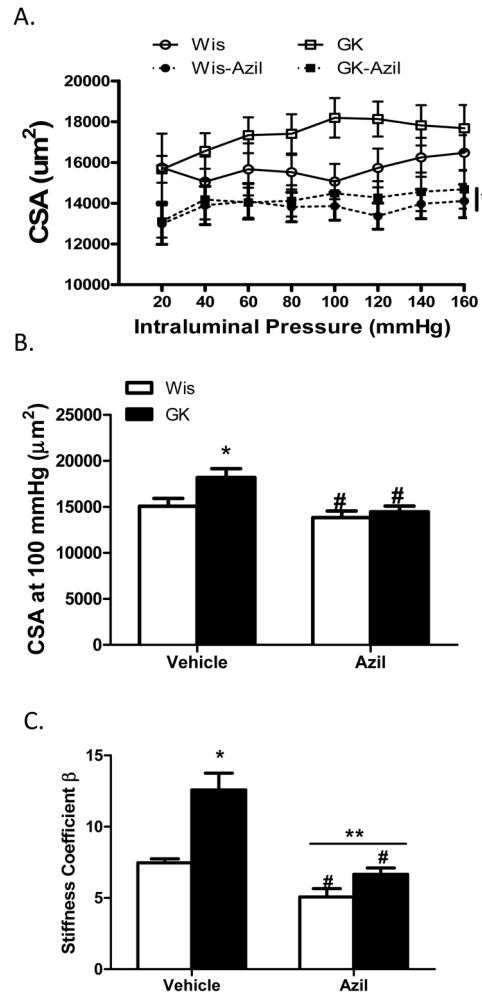 A.
Wis GK
Wis-Azil GK-Azil
CSA (um²)
20000
18000
16000
14000
12000
10000
20 40 60 80 100 120 140 160
Intraluminal Pressure (mmHg)
B.
Wis
GK
CSA at 100 mmHg (μm²)
25000
20000
15000
10000
5000
0
*
#
#
Vehicle Azil
C.
Stiffness Coefficient β
15
10
5
0
*
**
#
#
Vehicle Azil